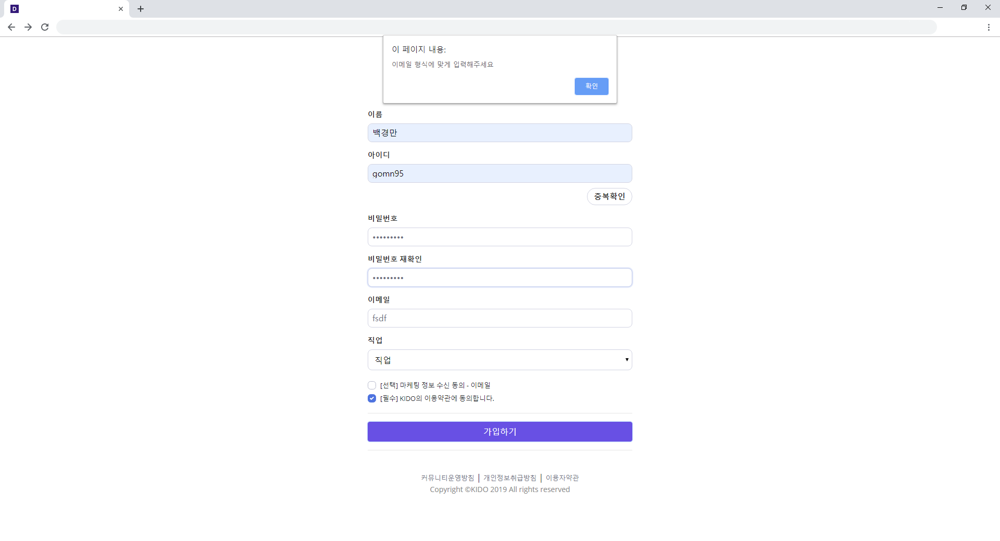 D
이 페이지 내용:
이메일 형식에 맞게 입력해주세요
확인
이름
백경만
아이디
gomn95
중복확인
비밀번호
•••••••••
비밀번호 재확인
•••••••••
이메일
fsdf
직업
직업
[선택] 마케팅 정보 수신 동의 - 이메일
[필수] KIDO의 이용약관에 동의합니다.
가입하기
커뮤니티운영방침 | 개인정보취급방침 | 이용자약관
Copyright ©KIDO 2019 All rights reserved